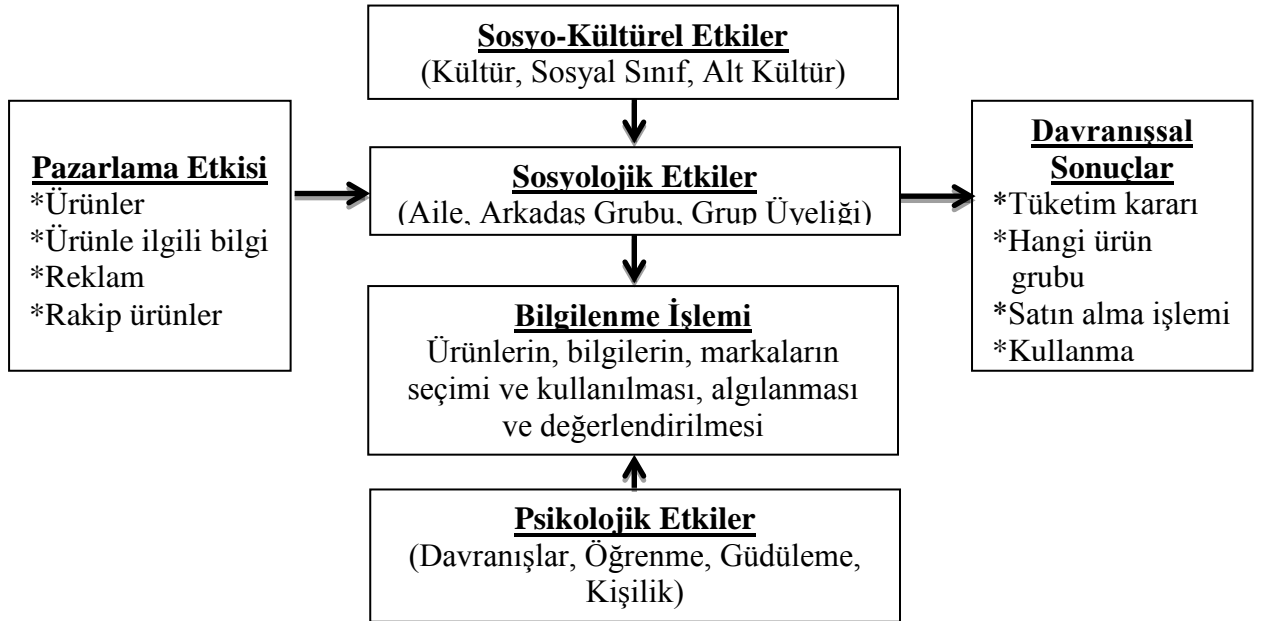 Sosyo-Kültürel Etkiler
(Kültür, Sosyal Sınıf, Alt Kültür)
Pazarlama Etkisi
*Ürünler
*Ürünle ilgili bilgi
*Reklam
*Rakip ürünler
Sosyolojik Etkiler
(Aile, Arkadaş Grubu, Grup Üyeliği)
Bilgilenme İşlemi
Ürünlerin, bilgilerin, markaların
seçimi ve kullanılması, algılanması
ve değerlendirilmesi
Psikolojik Etkiler
(Davranışlar, Öğrenme, Güdüleme,
Kişilik)
Davranışsal
Sonuçlar
*Tüketim kararı
*Hangi ürün
grubu
*Satın alma işlemi
*Kullanma